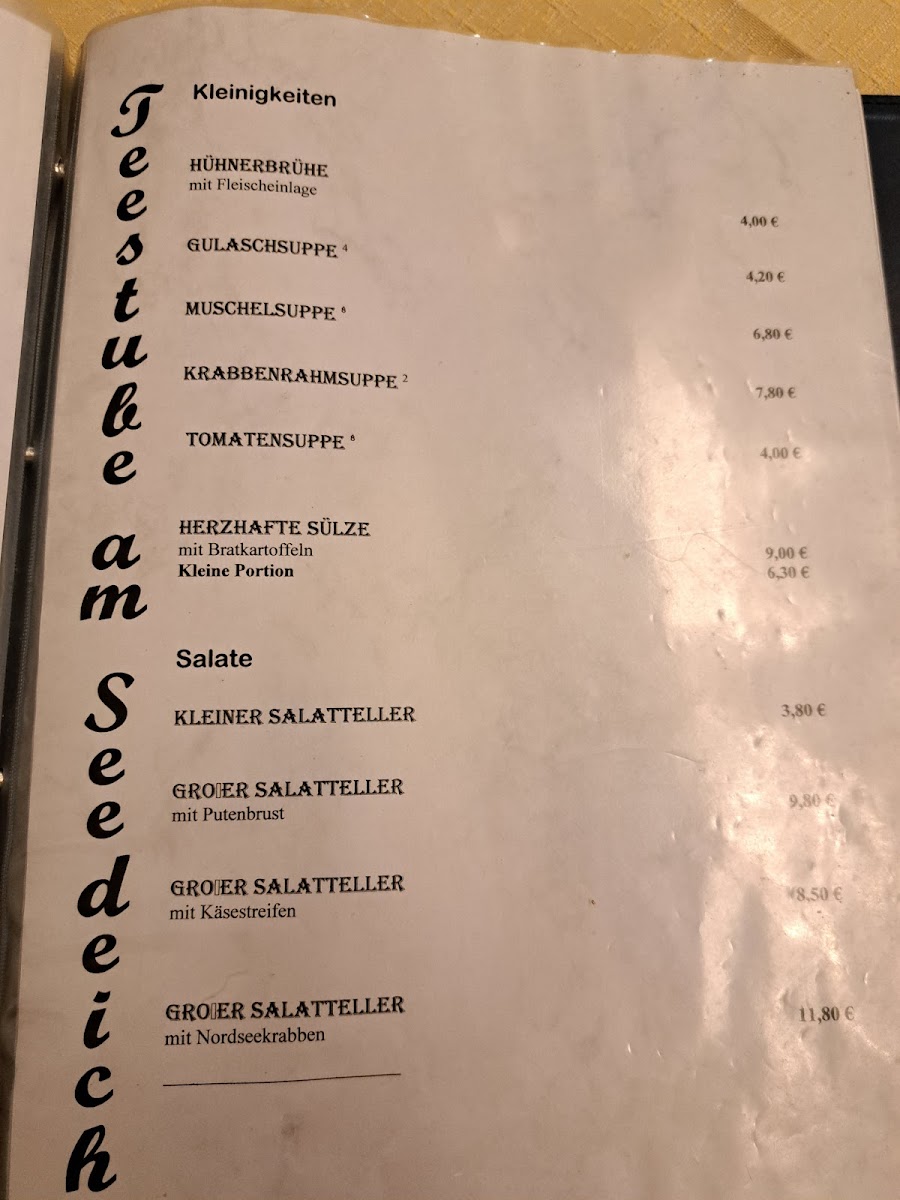 Teestube am Seedeich
Kleinigkeiten
HÜHNERBRÜHE
mit Fleischeinlage
4,00 €
GULASCHSUPPE ⁴
4,20 €
MUSCHELSUPPE ⁶
6,80 €
KRABBENRAHMSUPPE ²
7,80 €
TOMATENSUPPE ⁶
4,00 €
HERZHAFTE SÜLZE
mit Bratkartoffeln 9,00 €
Kleine Portion 6,30 €
Salate
KLEINER SALATTELLER 3,80 €
GRO▯ER SALATTELLER 9,80 €
mit Putenbrust
GRO▯ER SALATTELLER 8,50 €
mit Käsestreifen
GRO▯ER SALATTELLER 11,80 €
mit Nordseekrabben